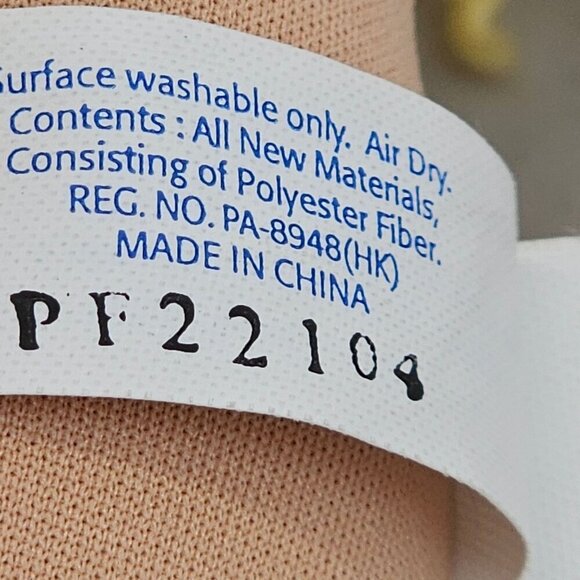 Surface washable only. Air Dry.
Contents : All New Materials,
Consisting of Polyester Fiber.
REG. NO. PA-8948(HK)
MADE IN CHINA
PF22104